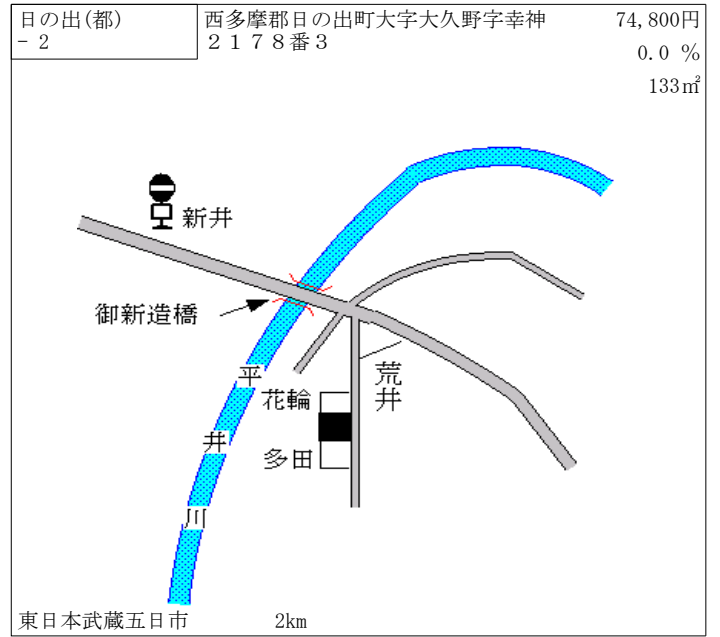 日の出(都)
- 2
西多摩郡日の出町大字大久野字幸神
２１７８番３
74,800円
0.0 %
133㎡
新井
御新造橋
平井川
荒井
花輪
多田
東日本武蔵五日市 2km